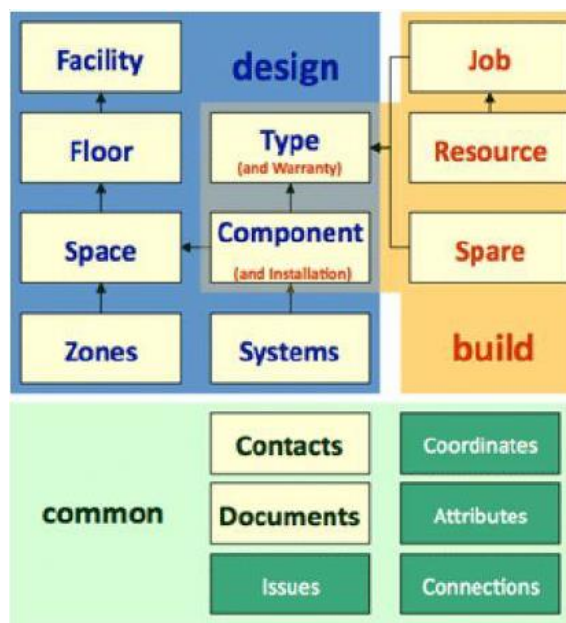 Facility
design
Job
Floor
Type
(and Warranty)
Resource
Space
Component
(and Installation)
Spare
Zones
Systems
build
common
Contacts
Coordinates
Documents
Attributes
Issues
Connections